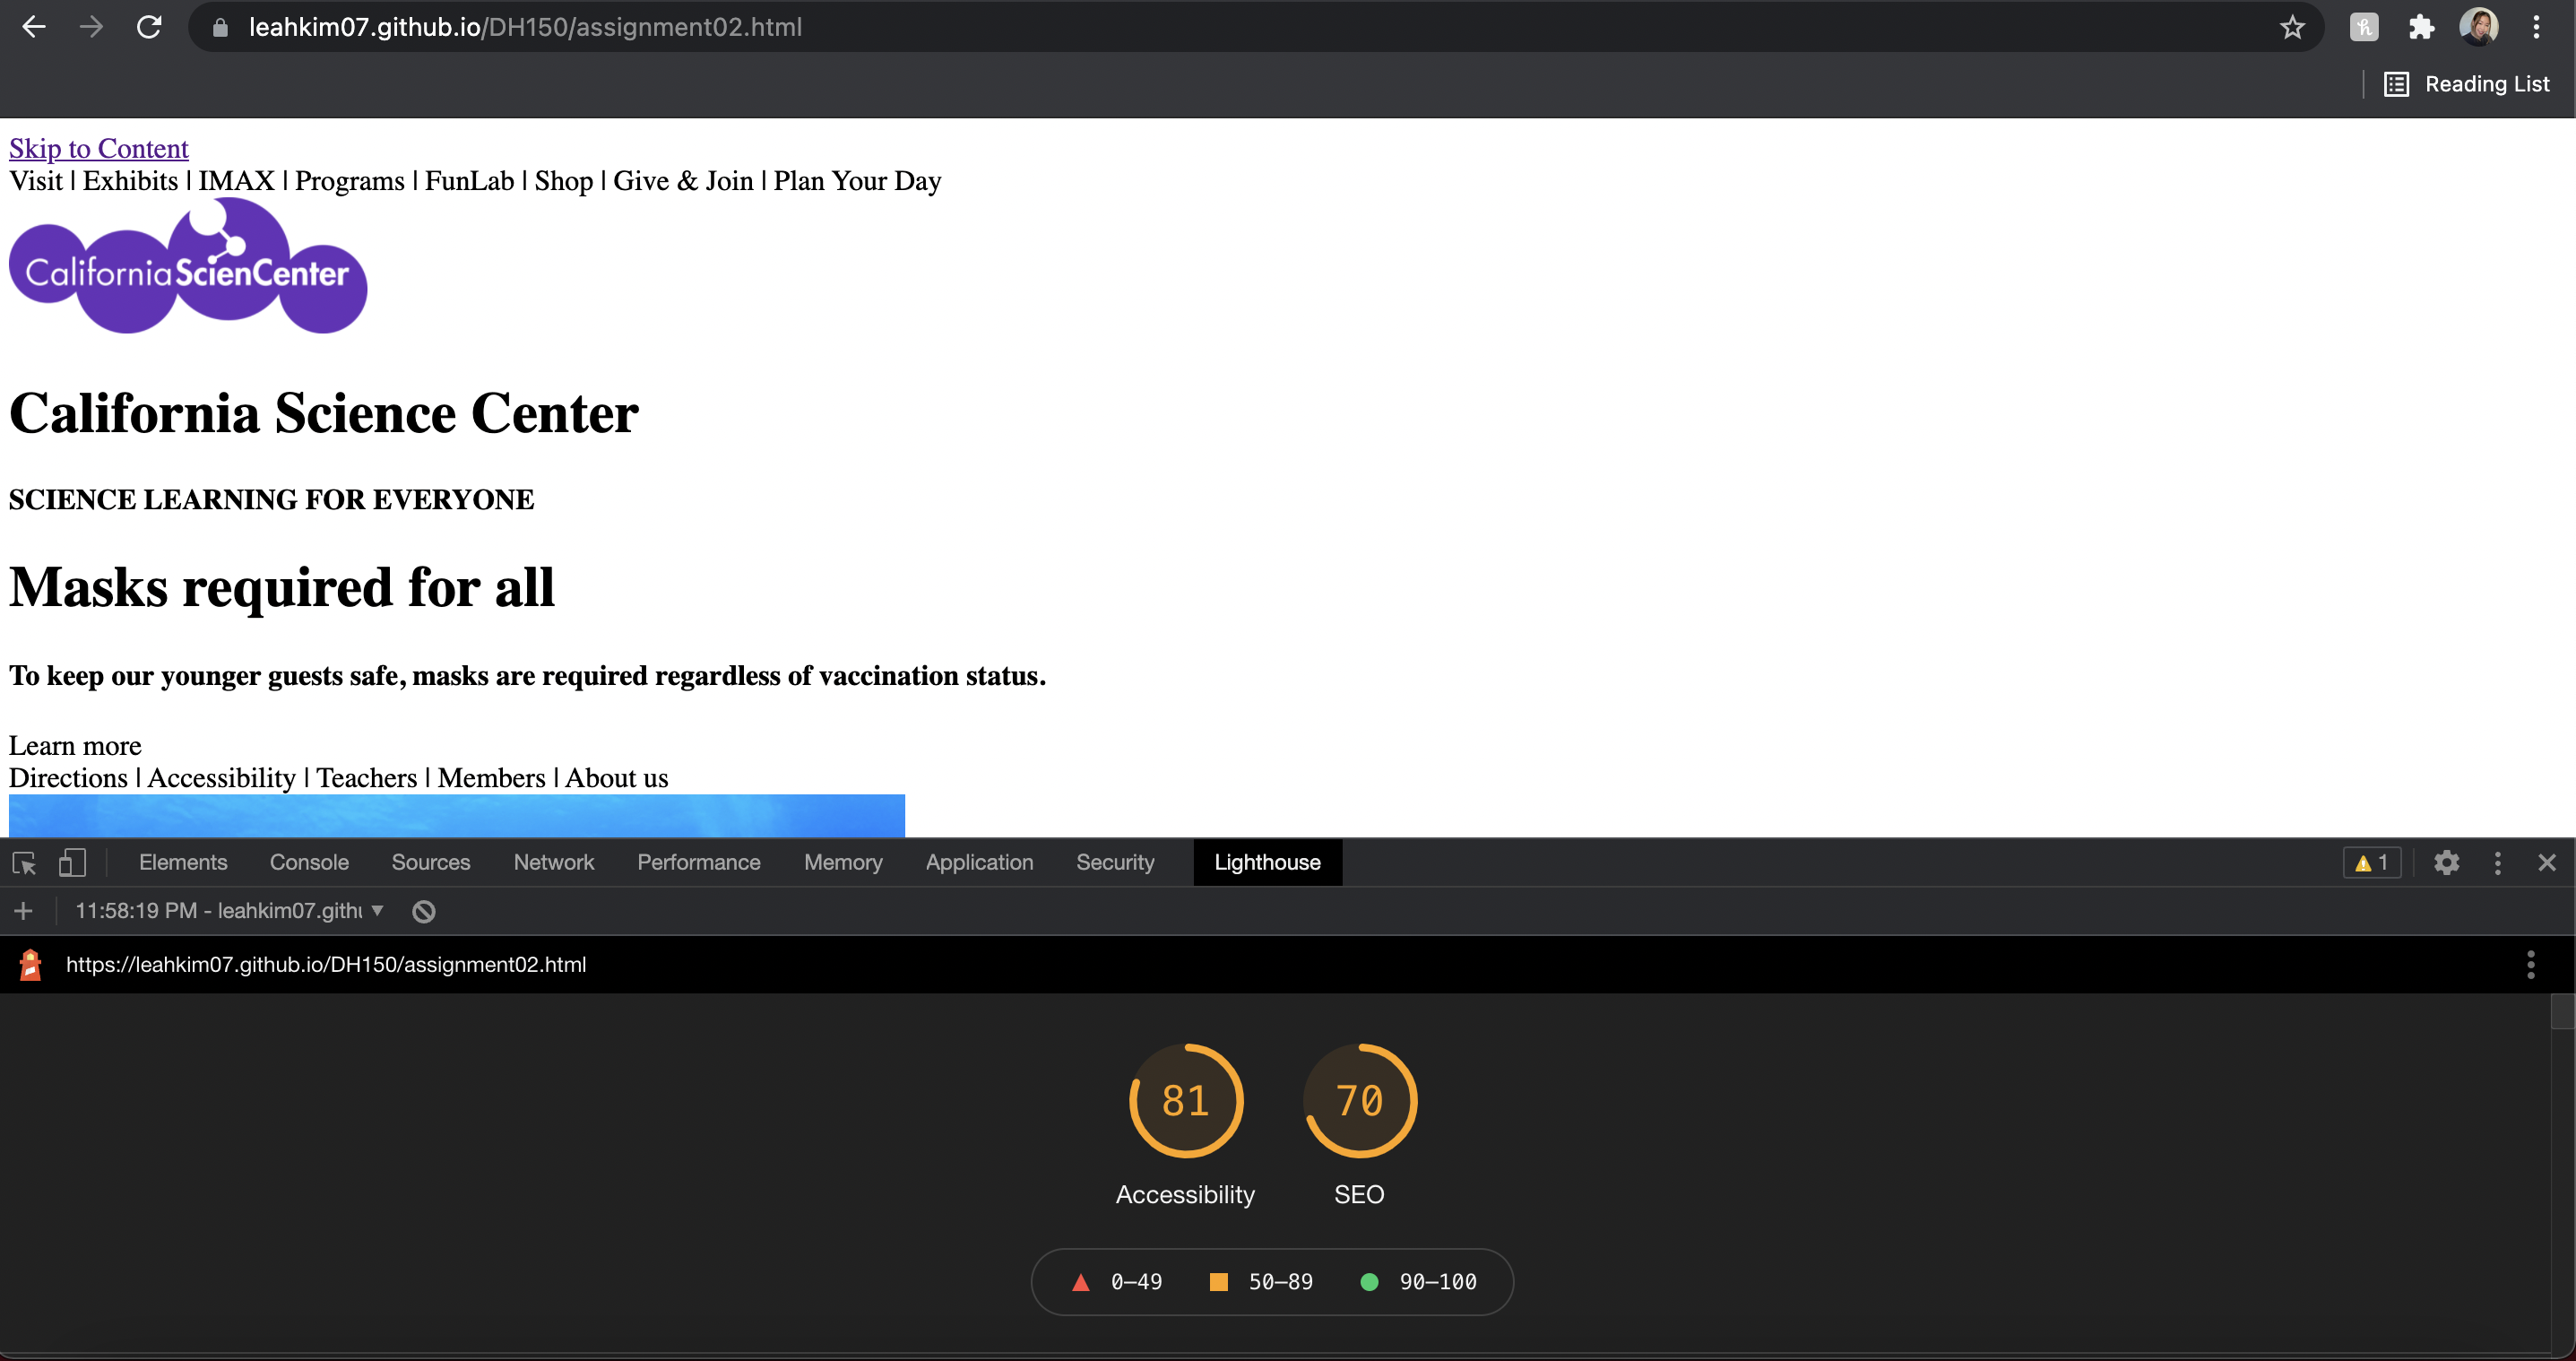 leahkim07.github.io/DH150/assignment02.html
Reading List
Skip to Content
Visit | Exhibits | IMAX | Programs | FunLab | Shop | Give & Join | Plan Your Day
California ScienCenter
California Science Center
SCIENCE LEARNING FOR EVERYONE
Masks required for all
To keep our younger guests safe, masks are required regardless of vaccination status.
Learn more
Directions | Accessibility | Teachers | Members | About us
Elements Console Sources Network Performance Memory Application Security Lighthouse 1
11:58:19 PM - leahkim07.githu
https://leahkim07.github.io/DH150/assignment02.html
81 70
Accessibility SEO
0–49 50–89 90–100